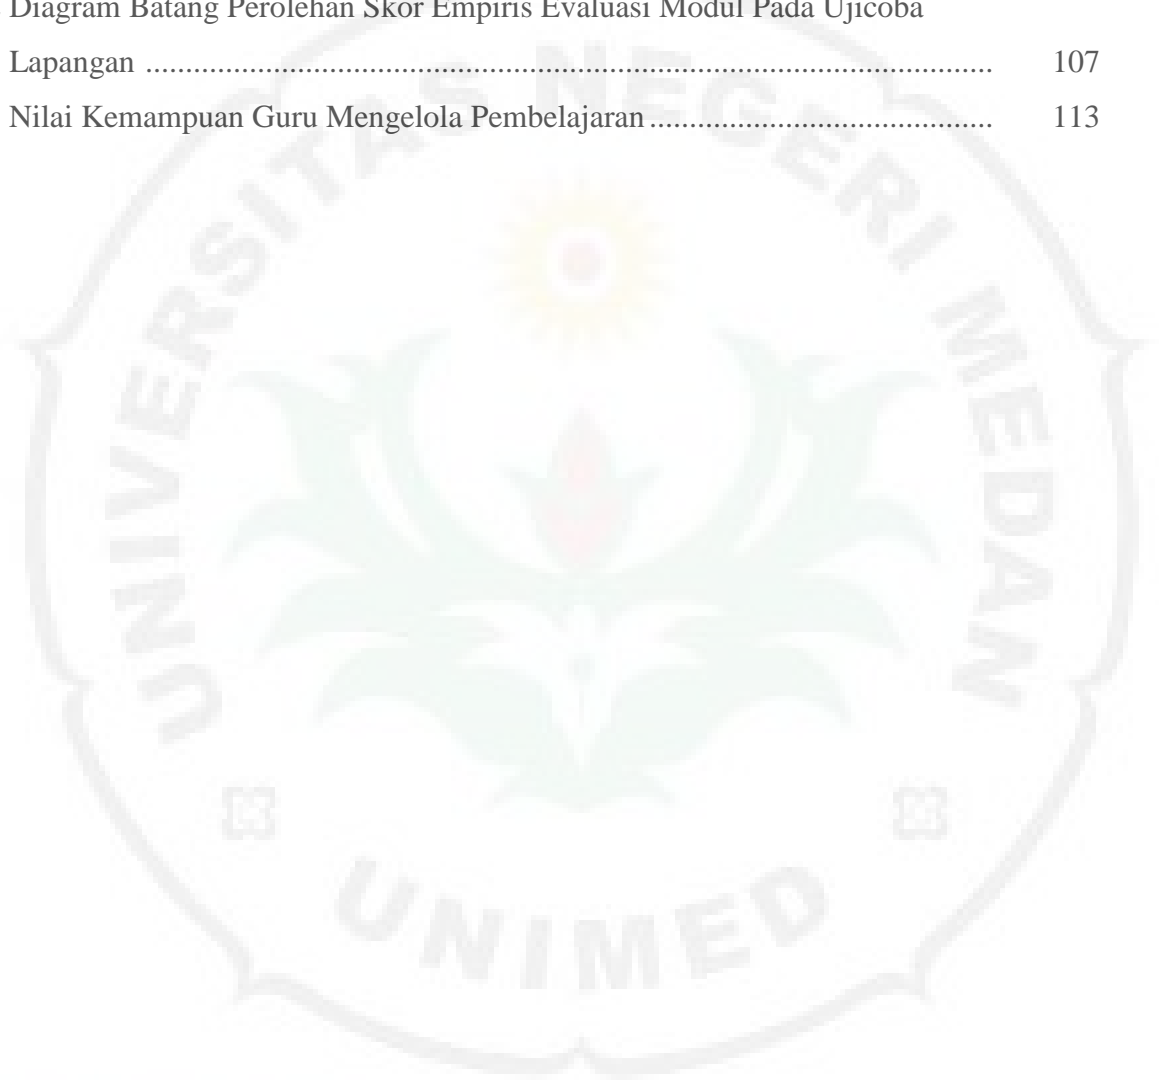 Diagram Batang Perolehan Skor Empiris Evaluasi Modul Pada Ujicoba
Lapangan .......................................................................................................... 107
Nilai Kemampuan Guru Mengelola Pembelajaran ........................................... 113
UNIVERSITAS NEGERI MEDAN
UNIMED